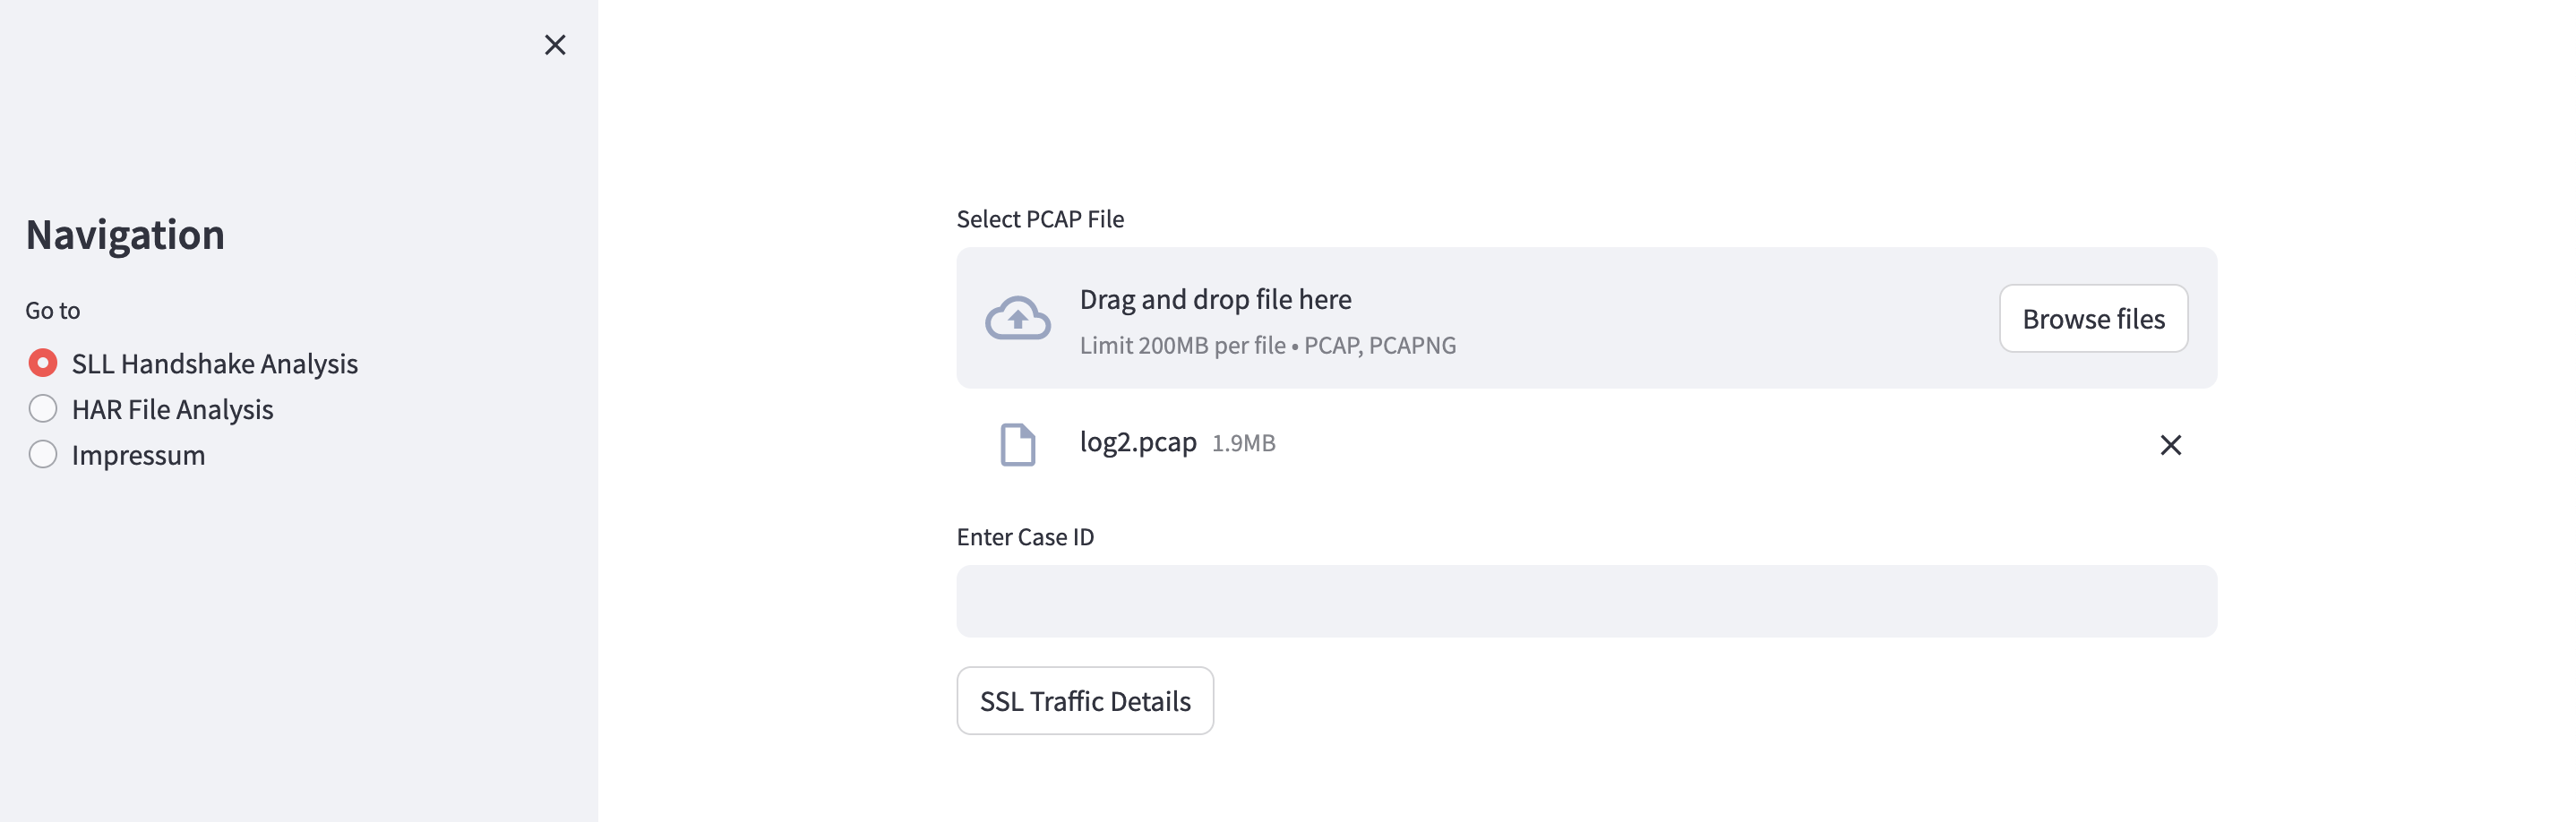 Navigation
Go to
SLL Handshake Analysis
HAR File Analysis
Impressum
Select PCAP File
Drag and drop file here
Limit 200MB per file • PCAP, PCAPNG
Browse files
log2.pcap 1.9MB
Enter Case ID
SSL Traffic Details